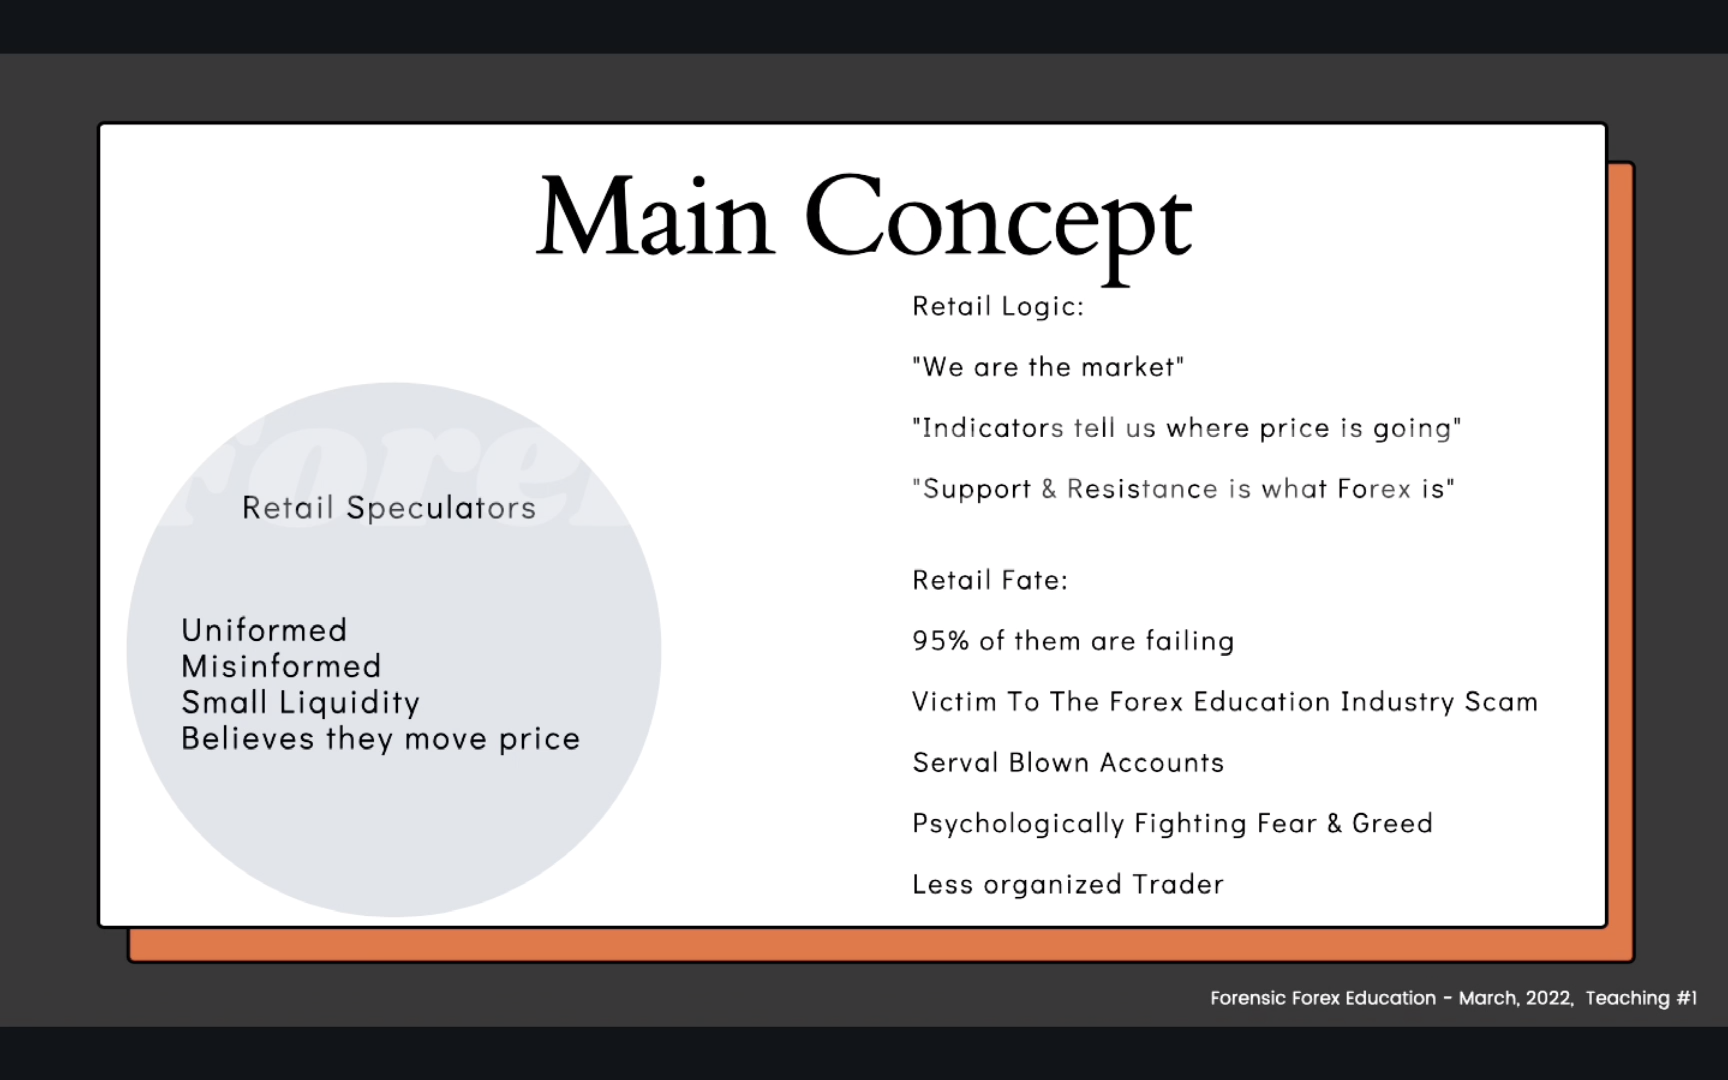 Main Concept
Retail Speculators
Uniformed
Misinformed
Small Liquidity
Believes they move price
Retail Logic:
"We are the market"
"Indicators tell us where price is going"
"Support & Resistance is what Forex is"
Retail Fate:
95% of them are failing
Victim To The Forex Education Industry Scam
Serval Blown Accounts
Psychologically Fighting Fear & Greed
Less organized Trader
Forensic Forex Education - March, 2022, Teaching #1